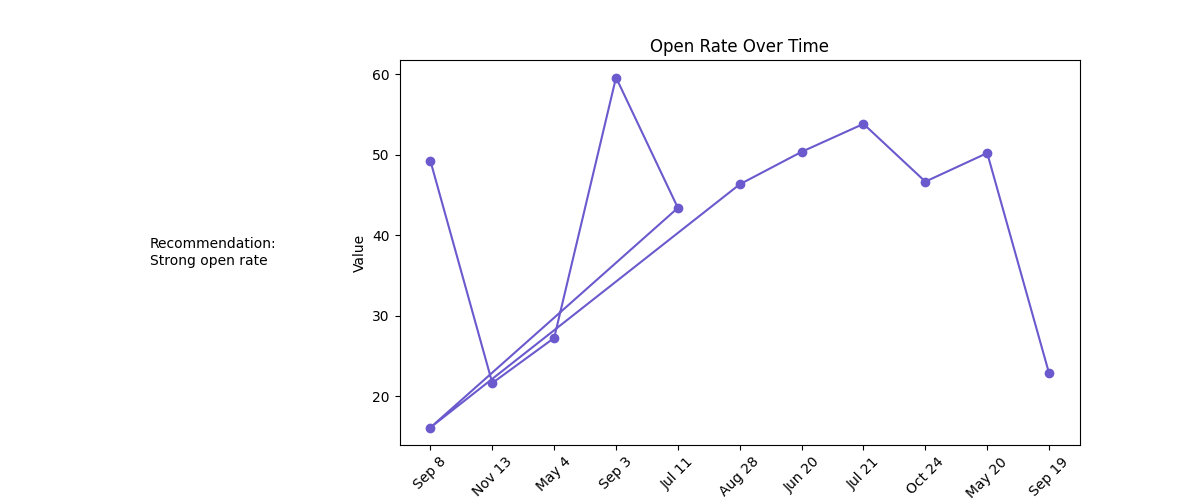 Open Rate Over Time
Recommendation:
Strong open rate
Value
60
50
40
30
20
Sep 8
Nov 13
May 4
Sep 3
Jul 11
Aug 28
Jun 20
Jul 21
Oct 24
May 20
Sep 19